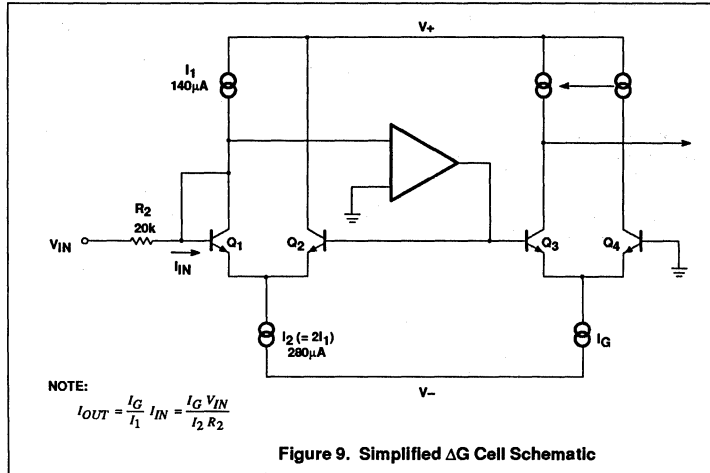 V+
I1
140µA
R2
20k
VIN
IIN
Q1
Q2
Q3
Q4
I2 (= 2I1)
280µA
IG
V–
NOTE:
IOUT = IG/I1 IIN = IG VIN/I2 R2
Figure 9. Simplified ΔG Cell Schematic